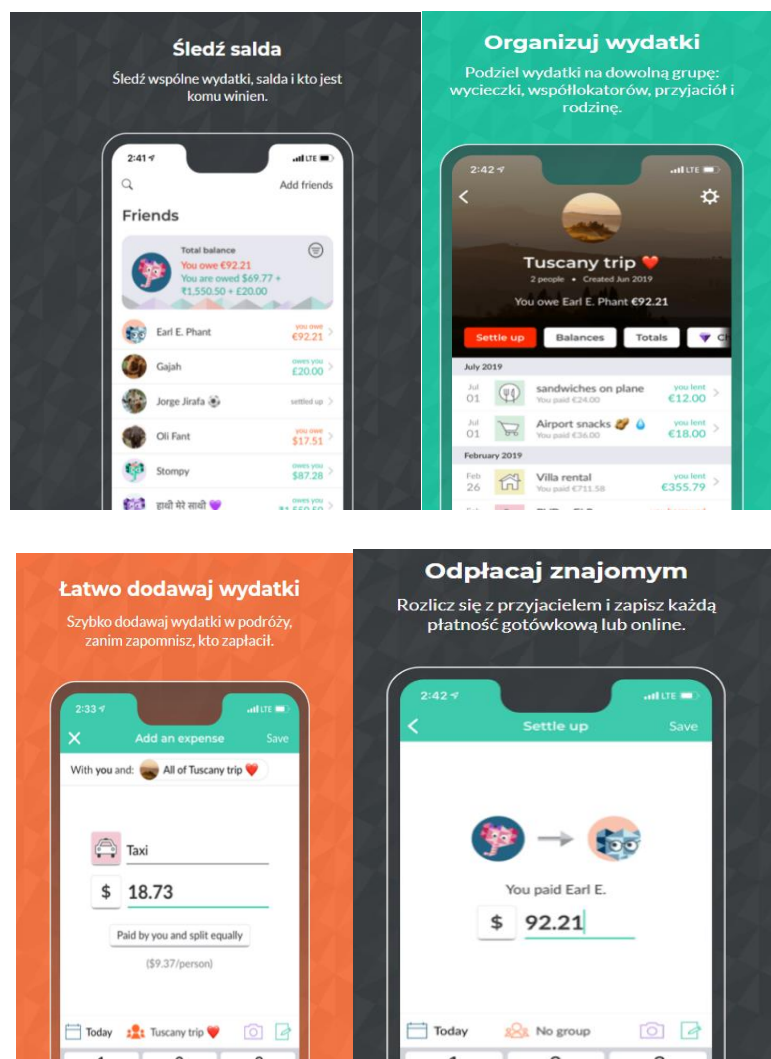 Śledź salda
Śledź wspólne wydatki, salda i kto jest
komu winien.
2:41
LTE
Add friends
Friends
Total balance
You owe €92.21
You are owed $69.77 +
₹1,550.50 + £20.00
Earl E. Phant
you owe
€92.21
Gajah
owes you
£20.00
Jorge Jirafa ⚽
settled up
Oli Fant
you owe
$17.51
Stompy
owes you
$87.28
हाथी मेरे साथी 💜
owes you
Organizuj wydatki
Podziel wydatki na dowolną grupę:
wycieczki, współlokatorów, przyjaciół i
rodzinę.
2:42
LTE
Tuscany trip ❤️
2 people • Created Jun 2019
You owe Earl E. Phant €92.21
Settle up
Balances
Totals
July 2019
Jul
01
sandwiches on plane
You paid €24.00
you lent
€12.00
Jul
01
Airport snacks 🥜 💧
You paid €36.00
you lent
€18.00
February 2019
Feb
26
Villa rental
You paid €711.58
you lent
€355.79
Łatwo dodawaj wydatki
Szybko dodawaj wydatki w podróży,
zanim zapomnisz, kto zapłacił.
2:33
LTE
Add an expense
Save
With you and:
All of Tuscany trip ❤️
Taxi
$ 18.73
Paid by you and split equally
($9.37/person)
Today
Tuscany trip ❤️
Odpłacaj znajomym
Rozlicz się z przyjacielem i zapisz każdą
płatność gotówkową lub online.
2:42
LTE
Settle up
Save
You paid Earl E.
$ 92.21
Today
No group